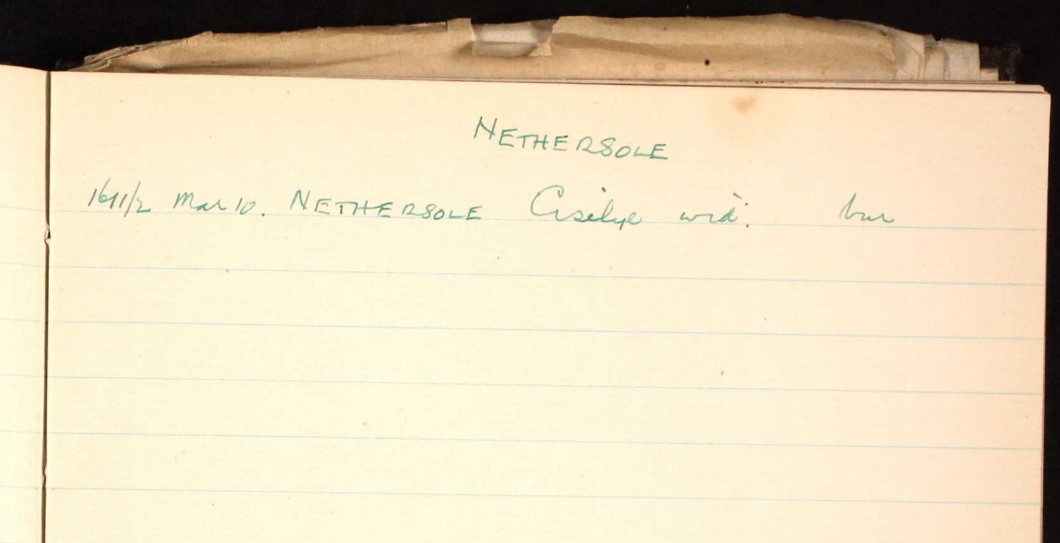 NETHERSOLE
1611/2 Mar 10. NETHERSOLE Ciselye wid: bur